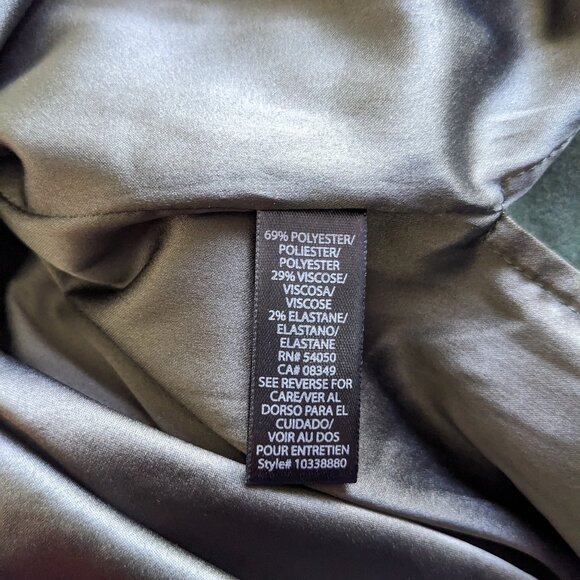 69% POLYESTER/
POLIESTER/
POLYESTER
29% VISCOSE/
VISCOSA/
VISCOSE
2% ELASTANE/
ELASTANO/
ELASTANE
RN# 54050
CA# 08349
SEE REVERSE FOR
CARE/VER AL
DORSO PARA EL
CUIDADO/
VOIR AU DOS
POUR ENTRETIEN
Style# 10338880